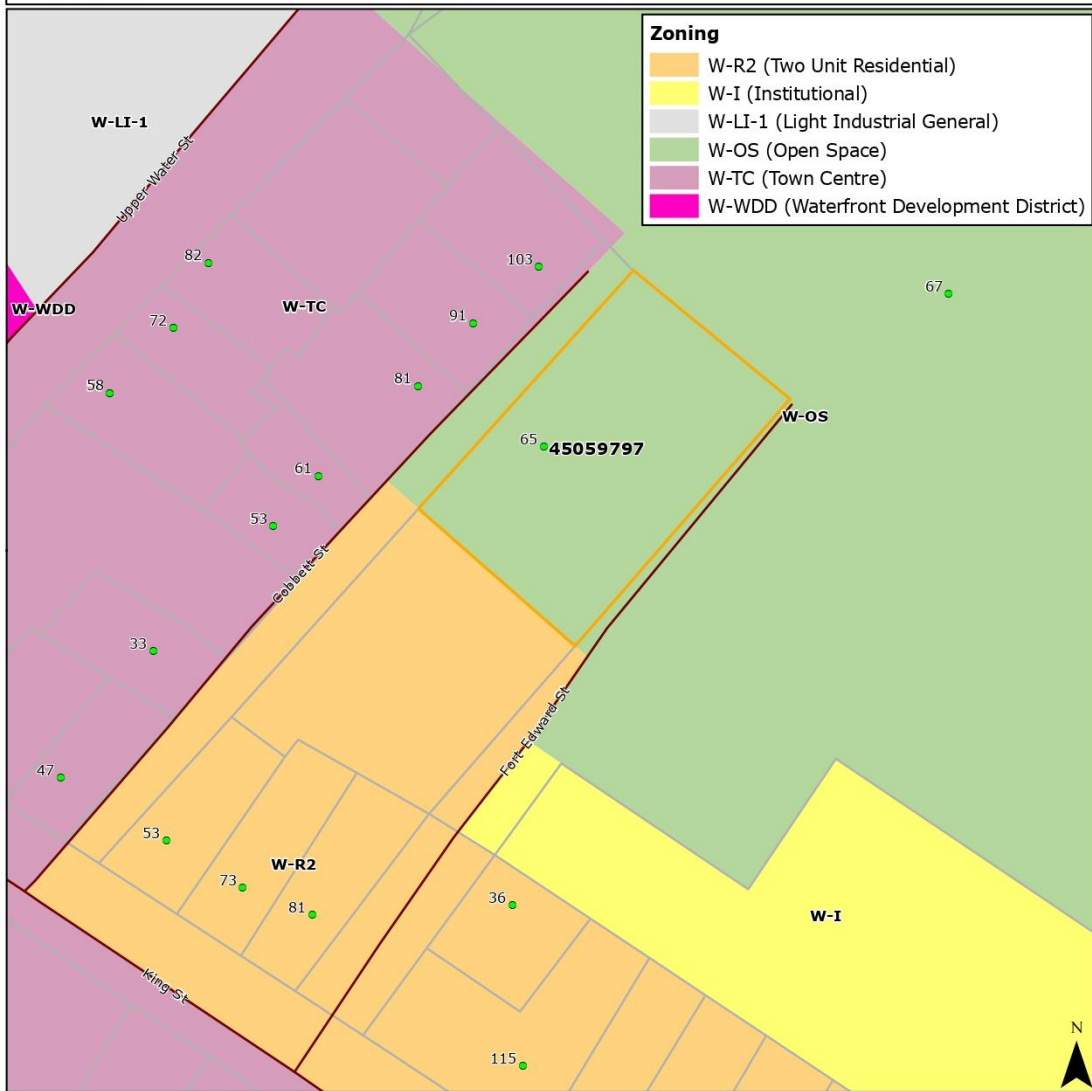 Zoning
W-R2 (Two Unit Residential)
W-I (Institutional)
W-LI-1 (Light Industrial General)
W-OS (Open Space)
W-TC (Town Centre)
W-WDD (Waterfront Development District)
W-LI-1
Upper Water St
82
103
67
W-WDD
W-TC
72
91
58
81
W-OS
65
45059797
61
53
Cobbett St
33
Fort Edward St
47
53
W-R2
73
81
36
W-I
King St
N
115